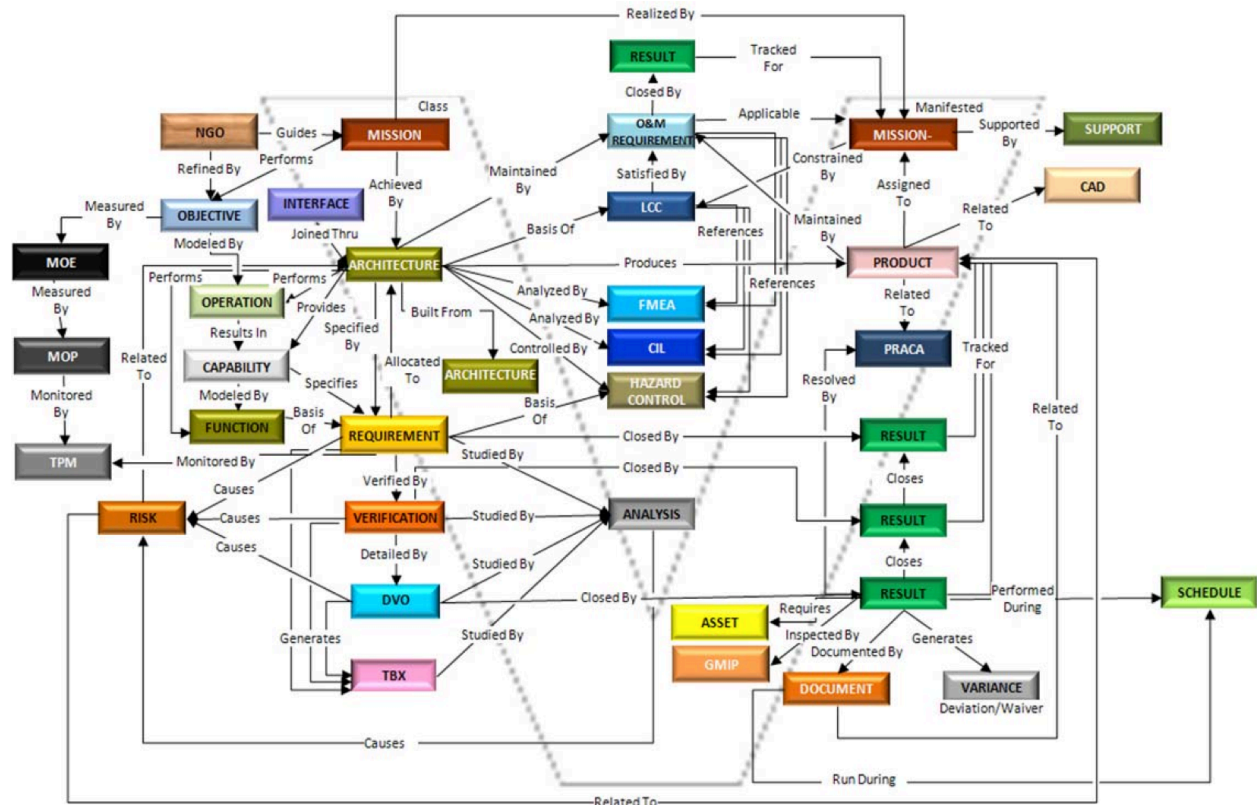 Realized By
RESULT
Tracked
For
Closed By
Class
Manifested
NGO
Guides
MISSION
O&M
REQUIREMENT
Applicable
MISSION-
Supported
By
SUPPORT
Refined By
Performs
Achieved
By
Maintained
By
Satisfied By
Constrained
By
Assigned
To
CAD
Measured
By
OBJECTIVE
INTERFACE
Joined Thru
Basis Of
LCC
References
Maintained
By
Related
To
MOE
Modeled By
Performs
Performs
ARCHITECTURE
Produces
PRODUCT
References
Measured
By
OPERATION
Provides
Analyzed By
FMEA
Related
To
Results In
Specified
By
Built From
Analyzed By
MOP
Related
To
CAPABILITY
Allocated
To
Controlled By
CIL
PRACA
Tracked
For
Monitored
By
Specifies
ARCHITECTURE
HAZARD
CONTROL
Resolved
By
Modeled By
Basis
Of
Basis
Of
Related
To
FUNCTION
REQUIREMENT
Closed By
RESULT
TPM
Monitored By
Studied By
Closed By
Closes
Causes
Verified By
RISK
Causes
VERIFICATION
Studied By
ANALYSIS
RESULT
Causes
Detailed By
Studied By
Closes
DVO
Closed By
RESULT
Performed
During
SCHEDULE
Generates
Studied By
ASSET
Requires
Inspected By
Generates
Documented By
GMIP
TBX
DOCUMENT
VARIANCE
Deviation/Waiver
Causes
Run During
Related To